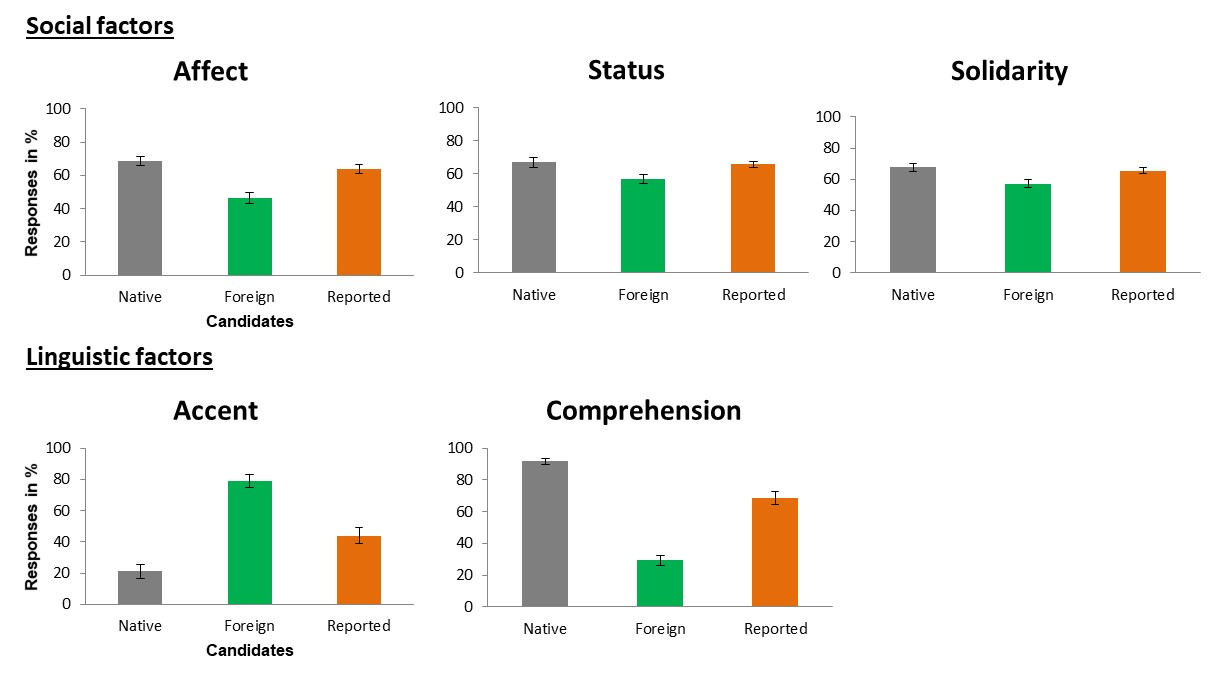 Social factors
Affect
Status
Solidarity
Responses in %
100
80
60
40
20
0
Native Foreign Reported
Candidates
100
80
60
40
20
0
Native Foreign Reported
100
80
60
40
20
0
Native Foreign Reported
Linguistic factors
Accent
Comprehension
Responses in %
100
80
60
40
20
0
Native Foreign Reported
Candidates
100
80
60
40
20
0
Native Foreign Reported